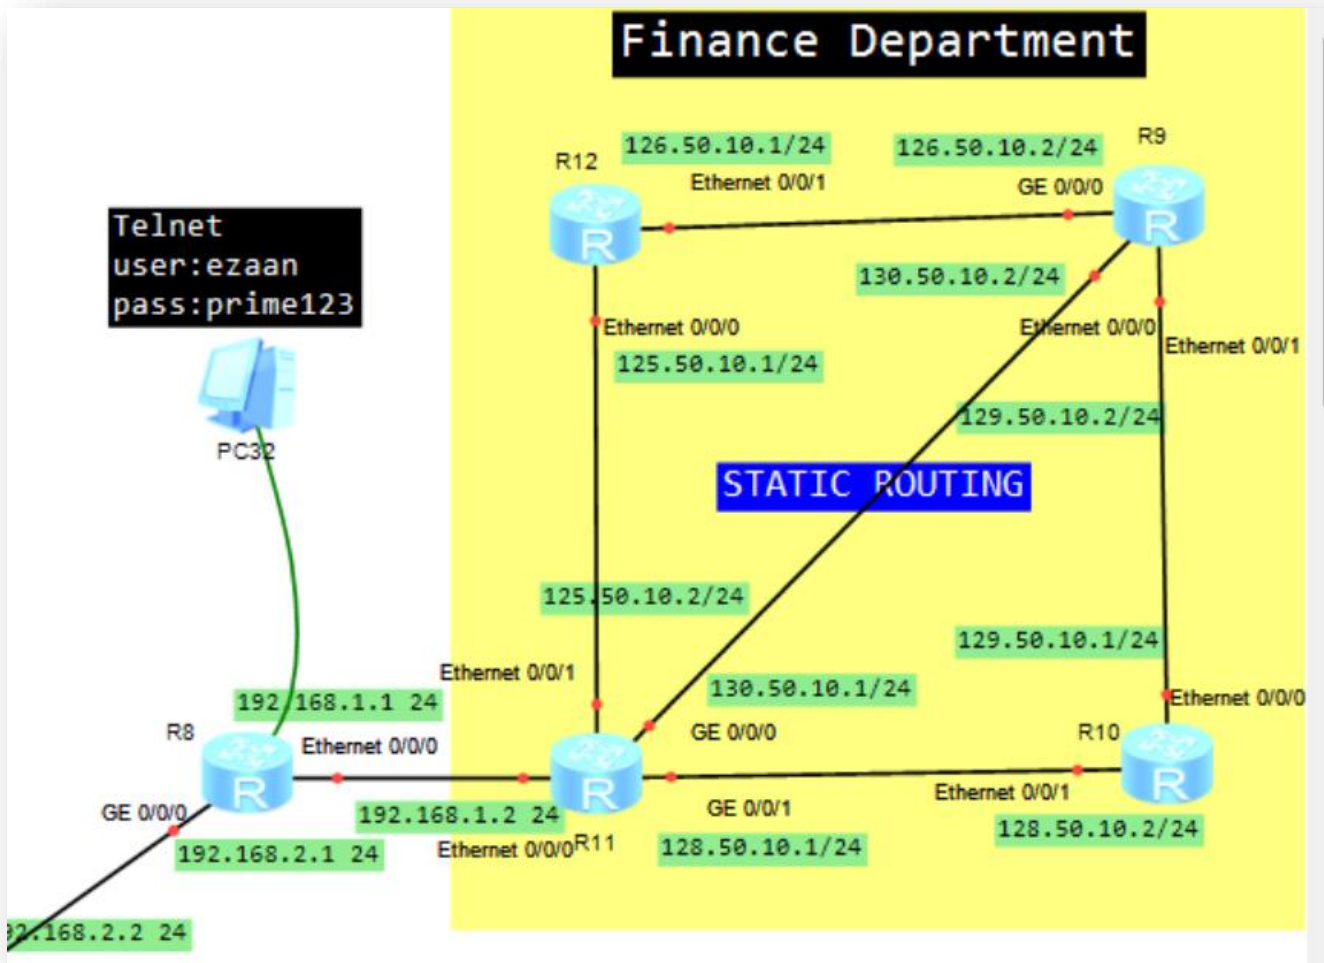 Finance Department
126.50.10.1/24
126.50.10.2/24
R9
R12
Ethernet 0/0/1
GE 0/0/0
Telnet
user:ezaan
pass:prime123
130.50.10.2/24
Ethernet 0/0/0
Ethernet 0/0/0
Ethernet 0/0/1
125.50.10.1/24
129.50.10.2/24
PC32
STATIC ROUTING
125.50.10.2/24
129.50.10.1/24
Ethernet 0/0/1
130.50.10.1/24
Ethernet 0/0/0
192.168.1.1 24
R8
Ethernet 0/0/0
GE 0/0/0
R10
R
R
R
R
R
GE 0/0/0
192.168.1.2 24
GE 0/0/1
Ethernet 0/0/1
128.50.10.2/24
192.168.2.1 24
Ethernet 0/0/0
R11
128.50.10.1/24
92.168.2.2 24